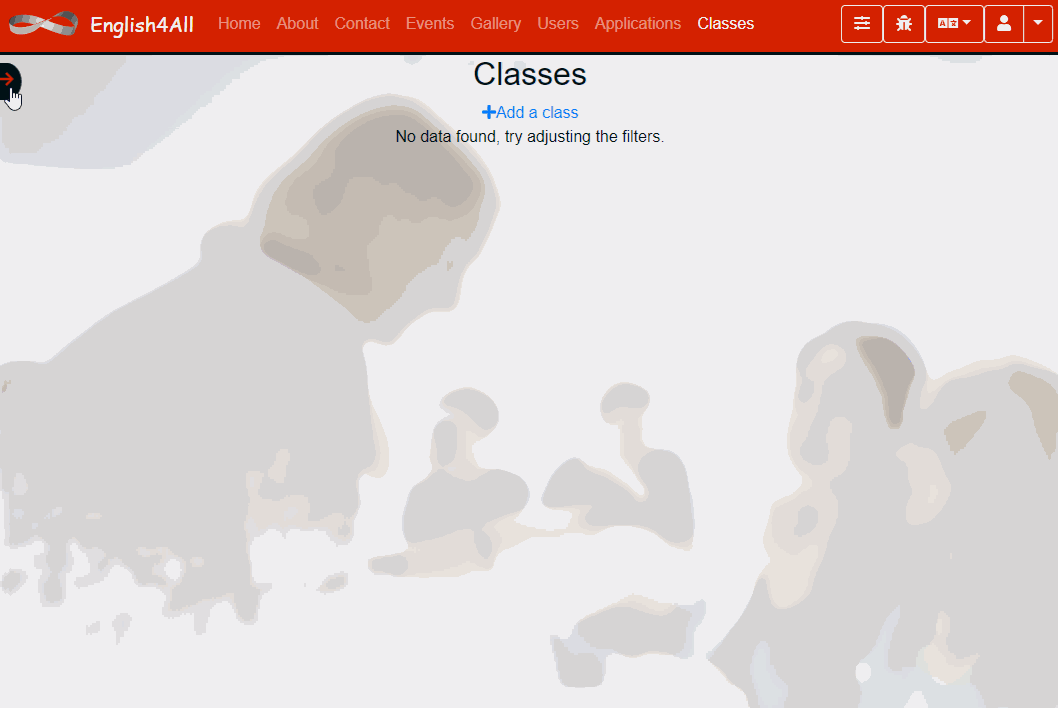 English4All Home About Contact Events Gallery Users Applications Classes
Classes
Add a class
No data found, try adjusting the filters.